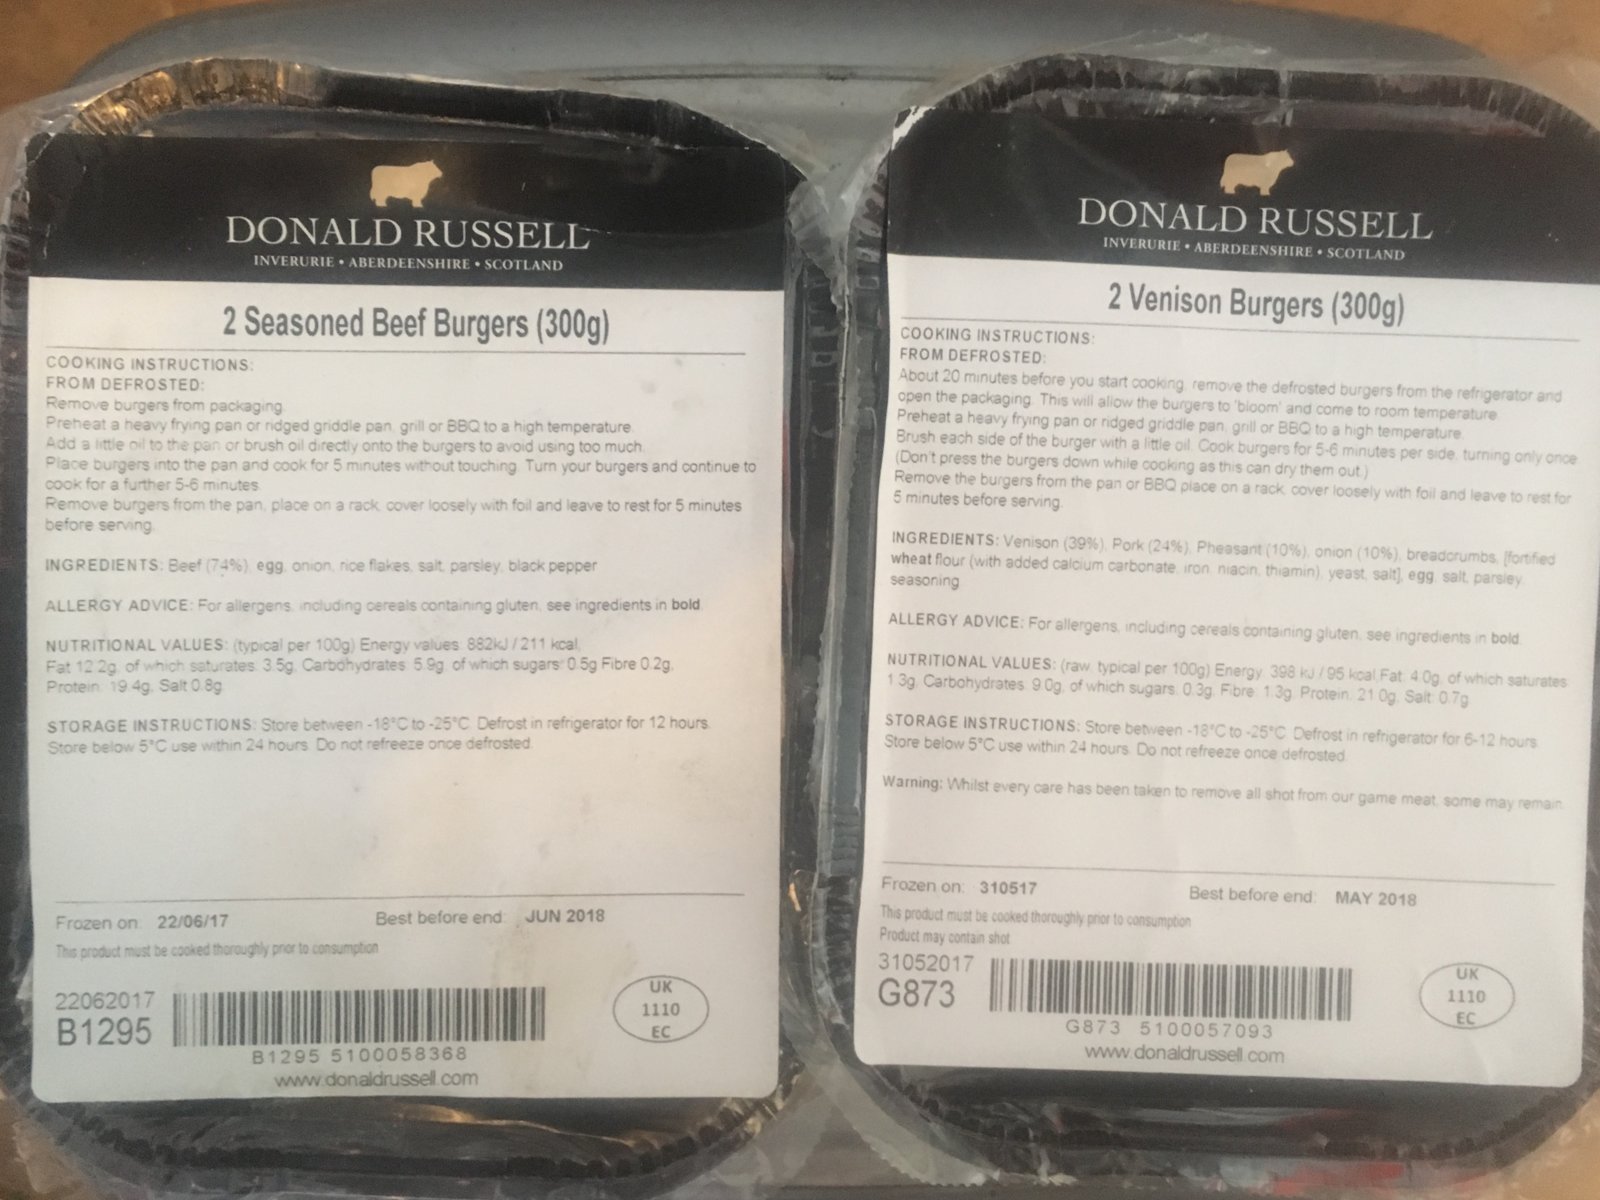 DONALD RUSSELL
INVERURIE • ABERDEENSHIRE • SCOTLAND
2 Seasoned Beef Burgers (300g)
COOKING INSTRUCTIONS:
FROM DEFROSTED:
Remove burgers from packaging.
Preheat a heavy frying pan or ridged griddle pan, grill or BBQ to a high temperature.
Add a little oil to the pan or brush oil directly onto the burgers to avoid using too much.
Place burgers into the pan and cook for 5 minutes without touching. Turn your burgers and continue to
cook for a further 5-6 minutes.
Remove burgers from the pan, place on a rack, cover loosely with foil and leave to rest for 5 minutes
before serving.
INGREDIENTS: Beef (74%), egg, onion, rice flakes, salt, parsley, black pepper
ALLERGY ADVICE: For allergens, including cereals containing gluten, see ingredients in bold.
NUTRITIONAL VALUES: (typical per 100g) Energy values: 882kJ / 211 kcal,
Fat 12.2g, of which saturates: 3.5g, Carbohydrates: 5.9g, of which sugars: 0.5g Fibre 0.2g,
Protein: 19.4g, Salt 0.8g
STORAGE INSTRUCTIONS: Store between -18°C to -25°C. Defrost in refrigerator for 12 hours.
Store below 5°C use within 24 hours. Do not refreeze once defrosted.
Frozen on: 22/06/17 Best before end: JUN 2018
This product must be cooked thoroughly prior to consumption
22062017
B1295
B1295 5100058368
www.donaldrussell.com
UK
1110
EC
DONALD RUSSELL
INVERURIE • ABERDEENSHIRE • SCOTLAND
2 Venison Burgers (300g)
COOKING INSTRUCTIONS:
FROM DEFROSTED:
About 20 minutes before you start cooking, remove the defrosted burgers from the refrigerator and
open the packaging. This will allow the burgers to 'bloom' and come to room temperature.
Preheat a heavy frying pan or ridged griddle pan, grill or BBQ to a high temperature.
Brush each side of the burger with a little oil. Cook burgers for 5-6 minutes per side, turning only once.
(Don't press the burgers down while cooking as this can dry them out.)
Remove the burgers from the pan or BBQ place on a rack, cover loosely with foil and leave to rest for
5 minutes before serving.
INGREDIENTS: Venison (39%), Pork (24%), Pheasant (10%), onion (10%), breadcrumbs, [fortified
wheat flour (with added calcium carbonate, iron, niacin, thiamin), yeast, salt], egg, salt, parsley,
seasoning
ALLERGY ADVICE: For allergens, including cereals containing gluten, see ingredients in bold.
NUTRITIONAL VALUES: (raw, typical per 100g) Energy: 398 kJ / 95 kcal Fat: 4.0g, of which saturates:
1.3g, Carbohydrates: 9.0g, of which sugars: 0.3g, Fibre: 1.3g, Protein: 21.0g, Salt: 0.7g
STORAGE INSTRUCTIONS: Store between -18°C to -25°C. Defrost in refrigerator for 6-12 hours.
Store below 5°C use within 24 hours. Do not refreeze once defrosted.
Warning: Whilst every care has been taken to remove all shot from our game meat, some may remain.
Frozen on: 310517 Best before end: MAY 2018
This product must be cooked thoroughly prior to consumption
Product may contain shot
31052017
G873
G873 5100057093
www.donaldrussell.com
UK
1110
EC